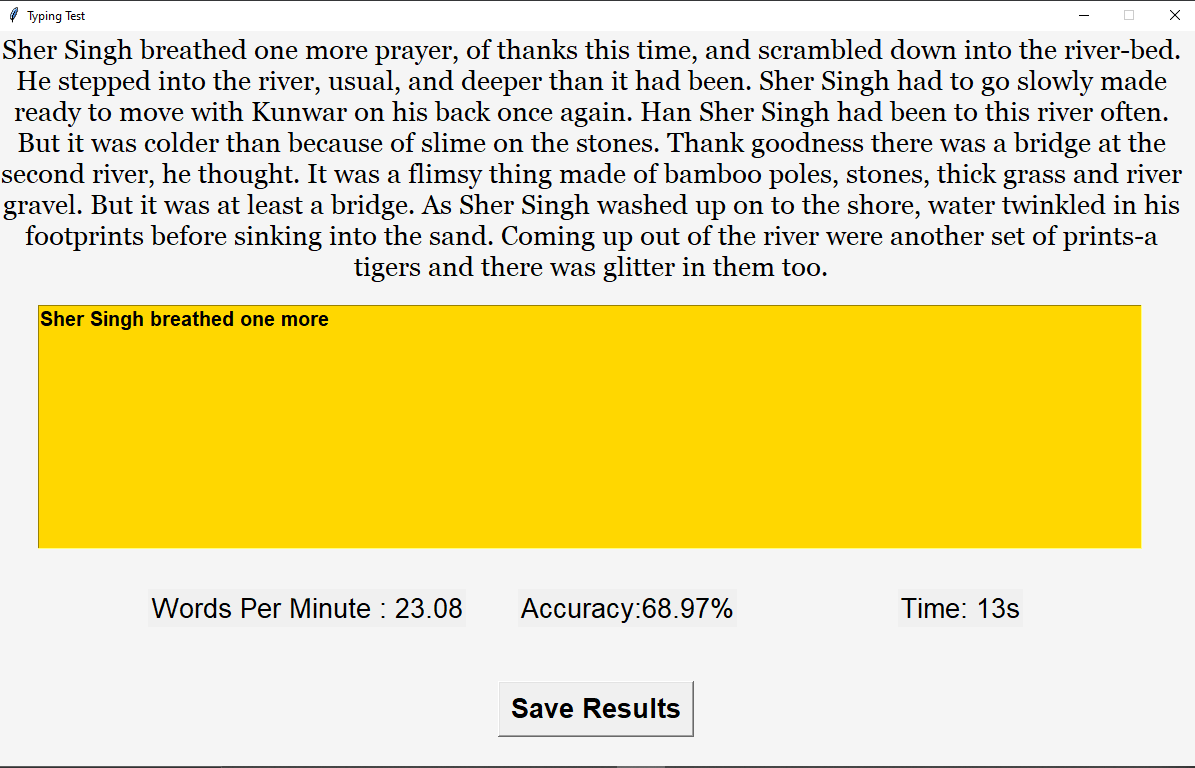 Typing Test
Sher Singh breathed one more prayer, of thanks this time, and scrambled down into the river-bed.
He stepped into the river, usual, and deeper than it had been. Sher Singh had to go slowly made
ready to move with Kunwar on his back once again. Han Sher Singh had been to this river often.
But it was colder than because of slime on the stones. Thank goodness there was a bridge at the
second river, he thought. It was a flimsy thing made of bamboo poles, stones, thick grass and river
gravel. But it was at least a bridge. As Sher Singh washed up on to the shore, water twinkled in his
footprints before sinking into the sand. Coming up out of the river were another set of prints-a
tigers and there was glitter in them too.
Sher Singh breathed one more
Words Per Minute : 23.08
Accuracy:68.97%
Time: 13s
Save Results